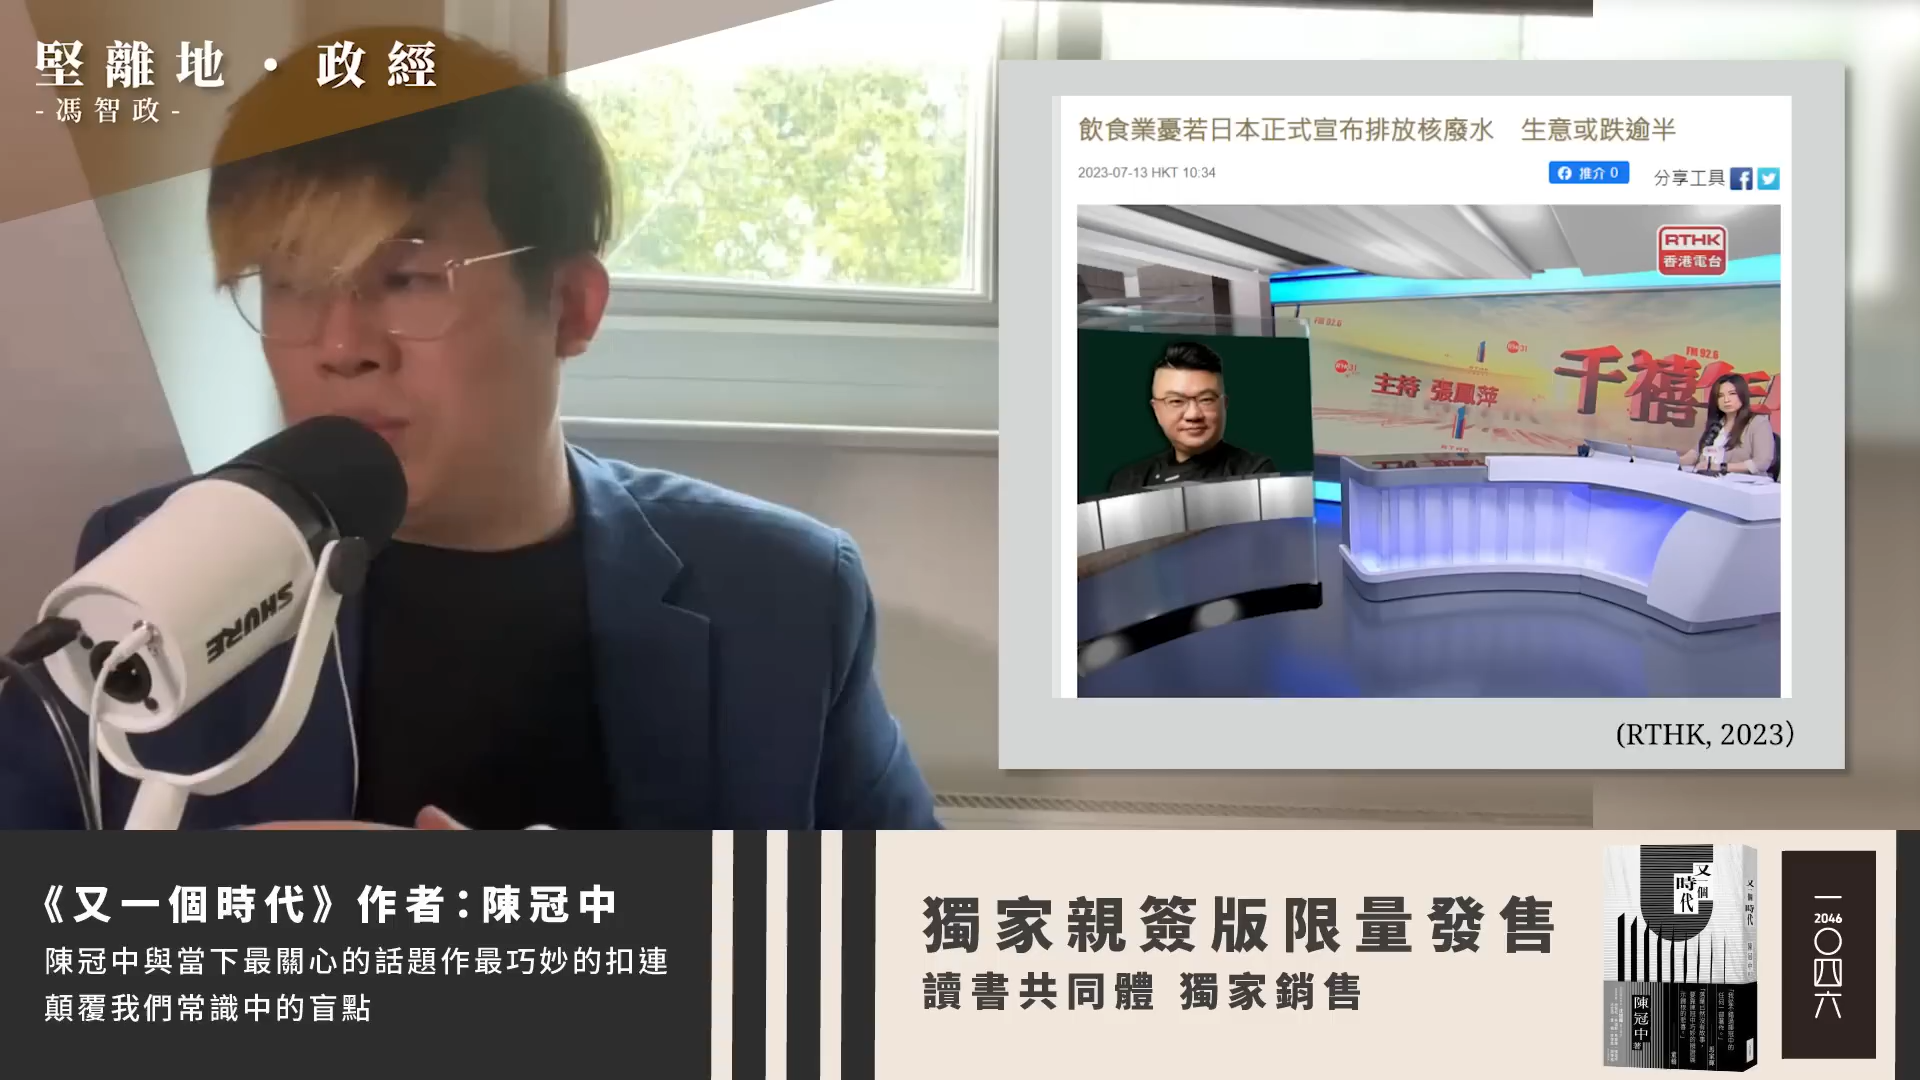 堅離地・政經
-馮智政-
飲食業憂若日本正式宣布排放核廢水　生意或跌逾半
2023-07-13 HKT 10:34
推介 0
分享工具
RTHK
香港電台
FM 92.6
FM 92.6
主持 張鳳萍
千禧年
(RTHK, 2023)
SHURE
《又一個時代》作者：陳冠中
陳冠中與當下最關心的話題作最巧妙的扣連
顛覆我們常識中的盲點
獨家親簽版限量發售
讀書共同體 獨家銷售
又一個時代
陳冠中 著
一
2046
〇四六